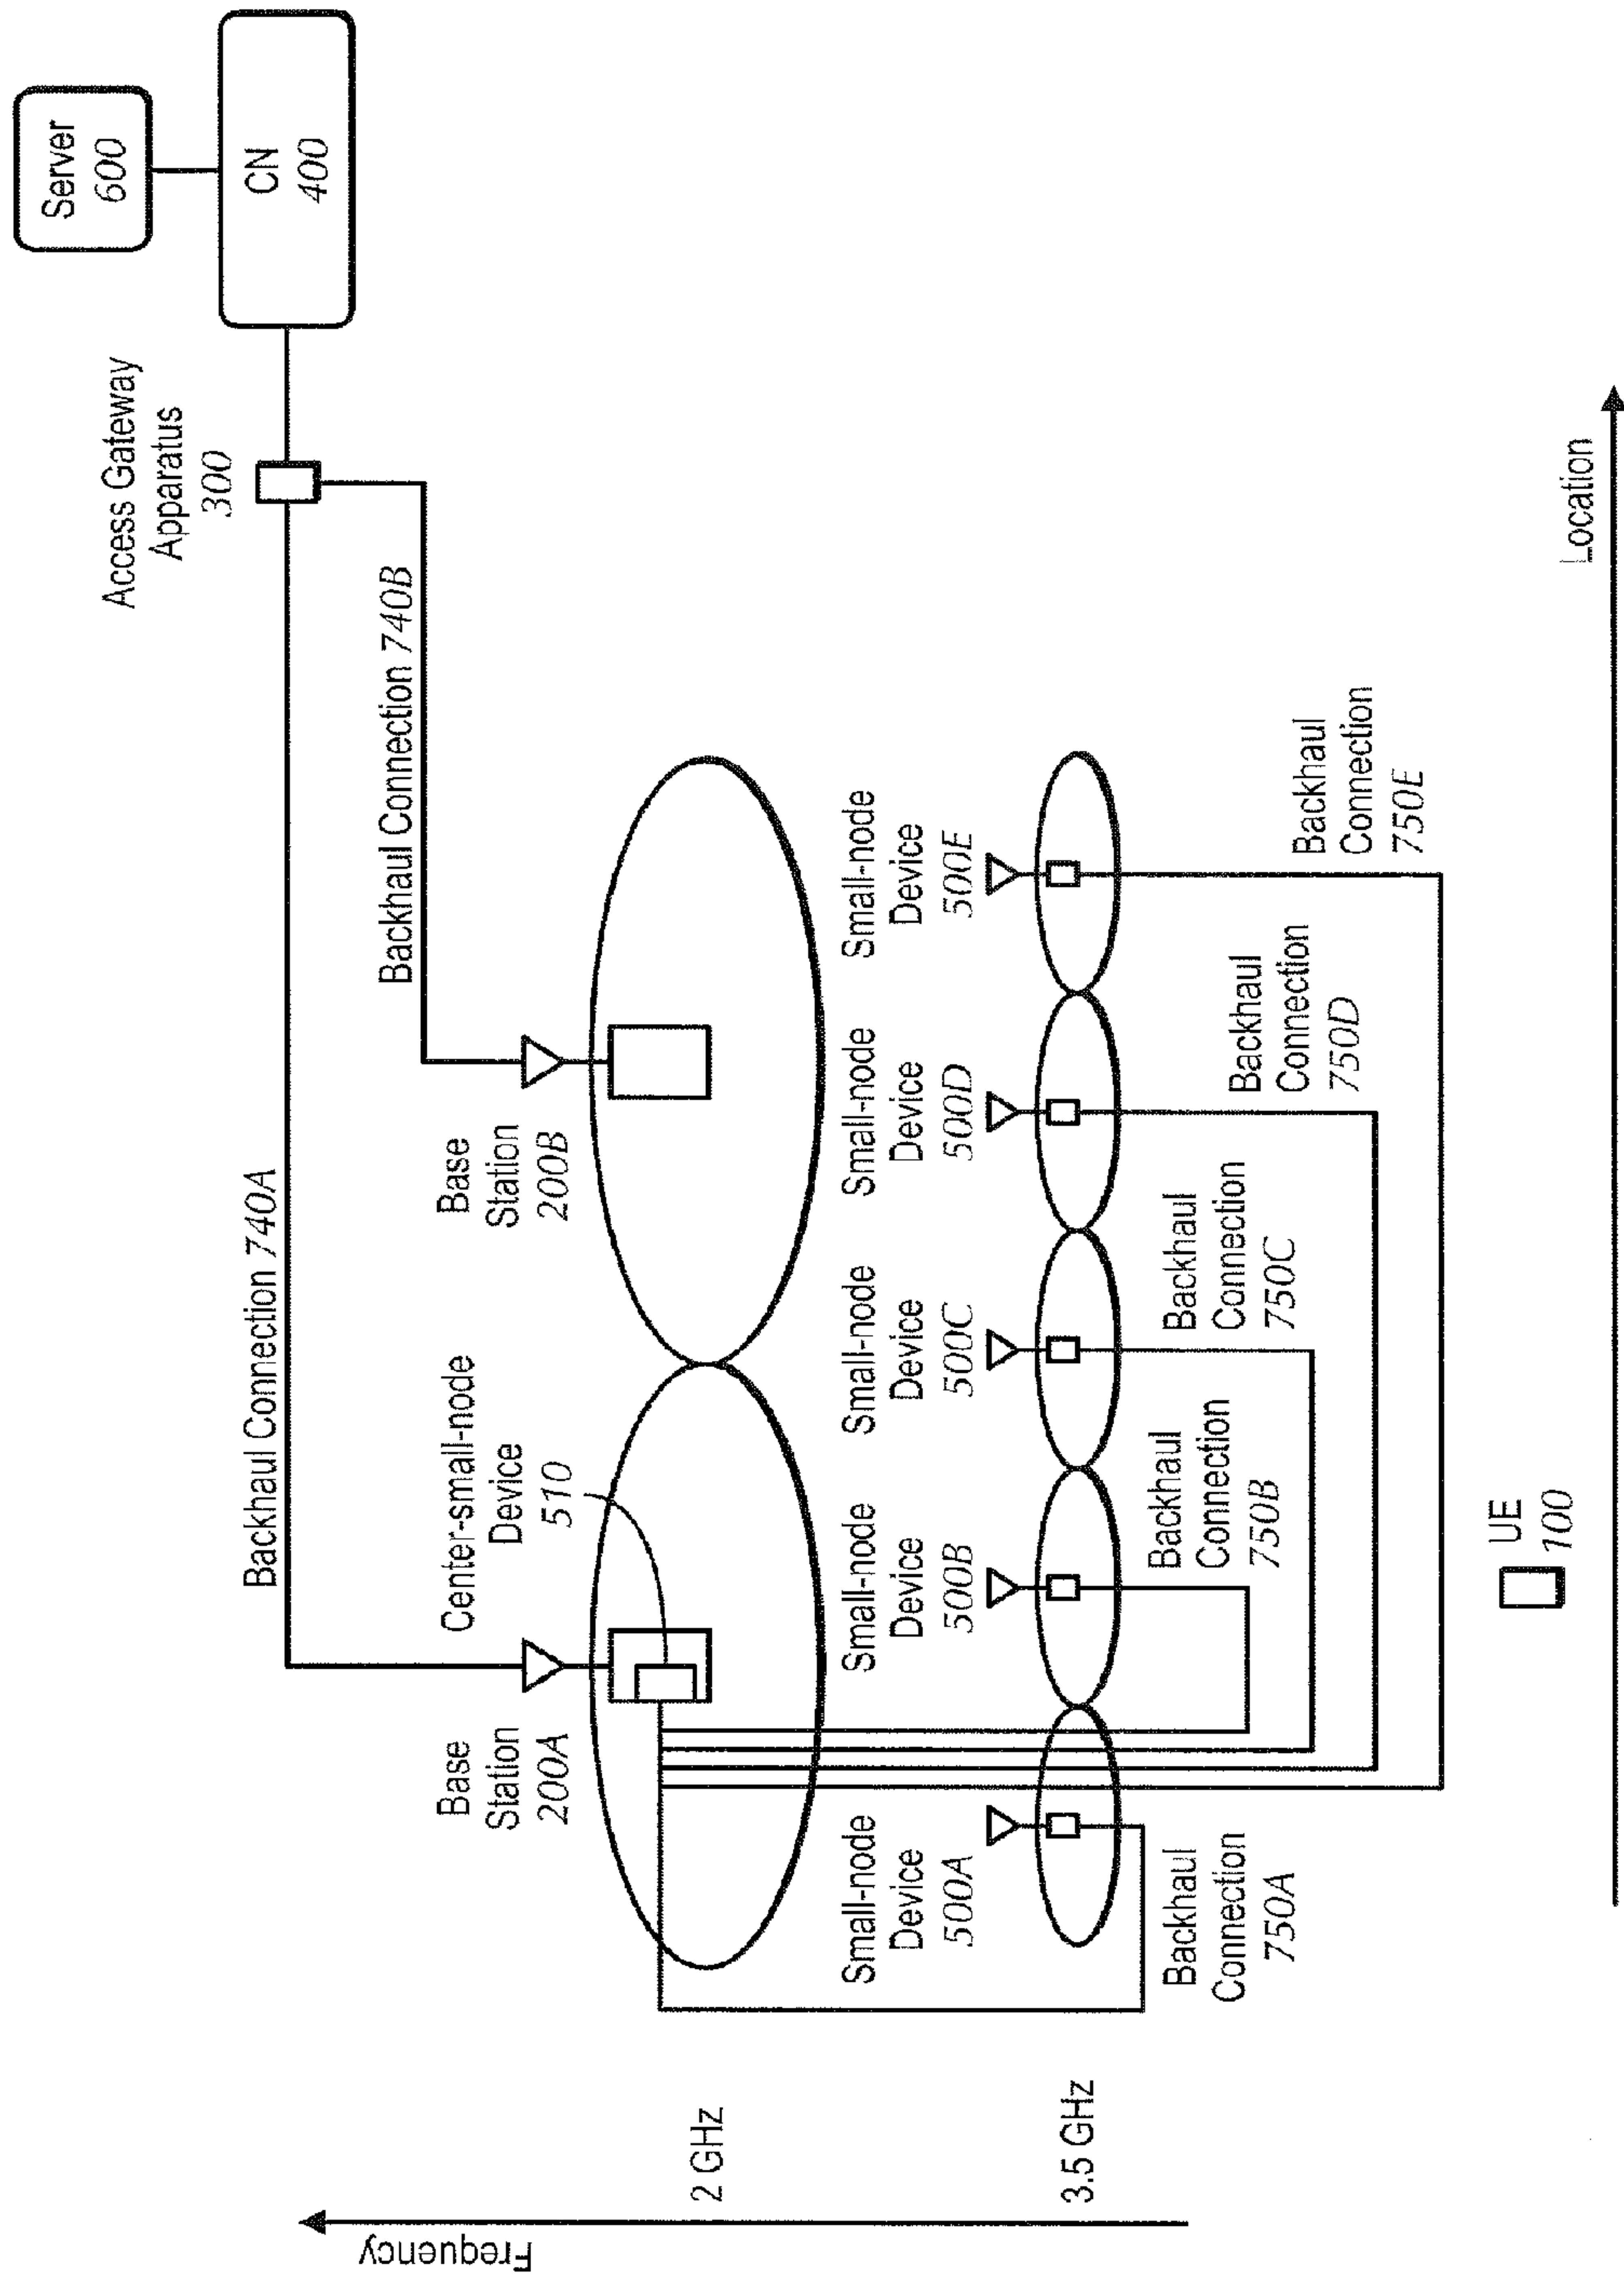 Server
600
CN
400
Access Gateway
Apparatus
300
Backhaul Connection 740A
Backhaul Connection 740B
Center-small-node
Device
510
Base
Station
200A
Base
Station
200B
Frequency
2 GHz
3.5 GHz
Small-node
Device
500A
Small-node
Device
500B
Small-node
Device
500C
Small-node
Device
500D
Small-node
Device
500E
Backhaul
Connection
750A
Backhaul
Connection
750B
Backhaul
Connection
750C
Backhaul
Connection
750D
Backhaul
Connection
750E
UE
100
Location